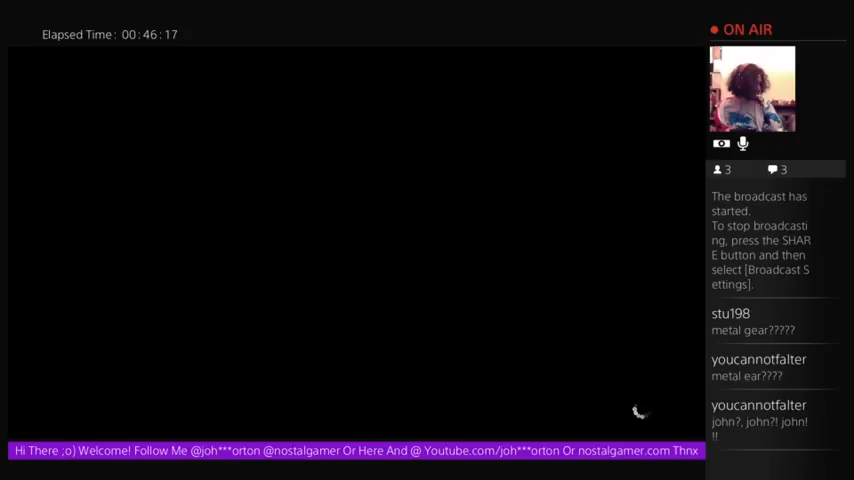 Elapsed Time: 00:46:17
ON AIR
3
3
The broadcast has
started.
To stop broadcasti
ng, press the SHAR
E button and then
select [Broadcast S
ettings].
stu198
metal gear?????
youcannotfalter
metal ear????
youcannotfalter
john?, john?! john!
!!
Hi There ;o) Welcome! Follow Me @joh***orton @nostalgamer Or Here And @ Youtube.com/joh***orton Or nostalgamer.com Thnx